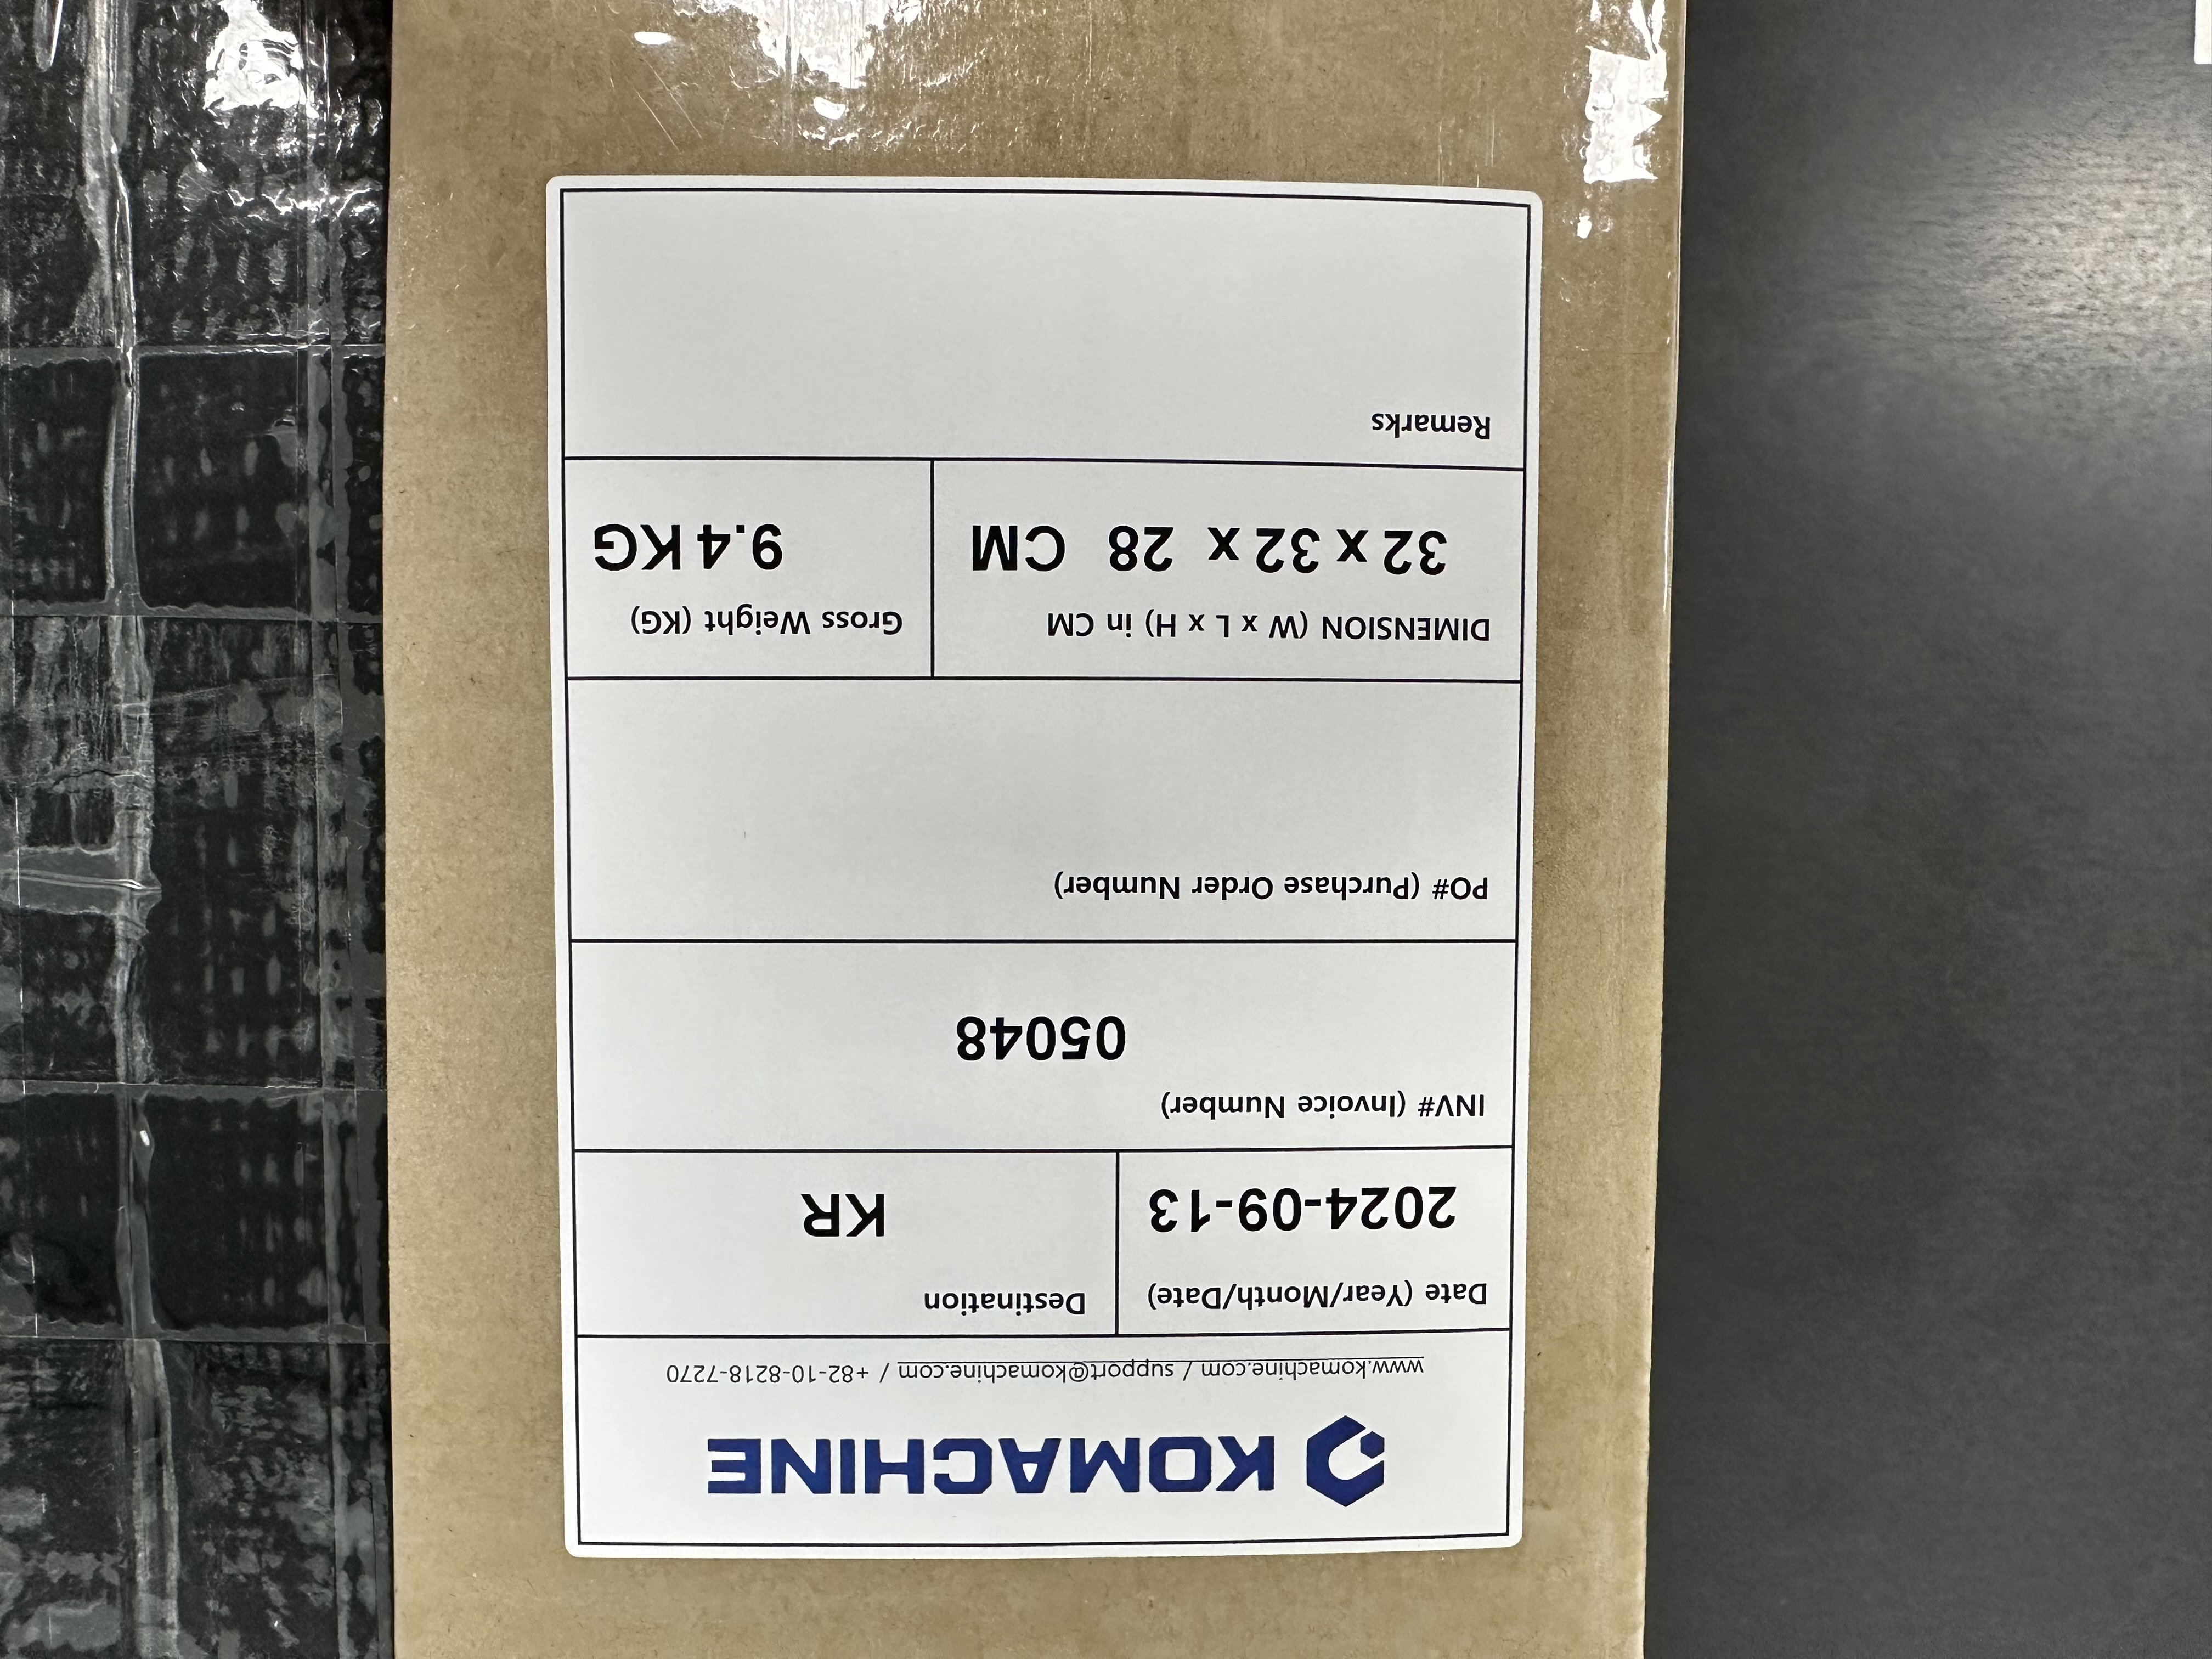 KOMACHINE
www.komachine.com / support@komachine.com / +82-10-8218-7270
Date (Year/Month/Date)
2024-09-13
Destination
KR
INV# (Invoice Number)
05048
PO# (Purchase Order Number)
DIMENSION (W x L x H) in CM
32 x 32 x 28 CM
Gross Weight (KG)
9.4 KG
Remarks